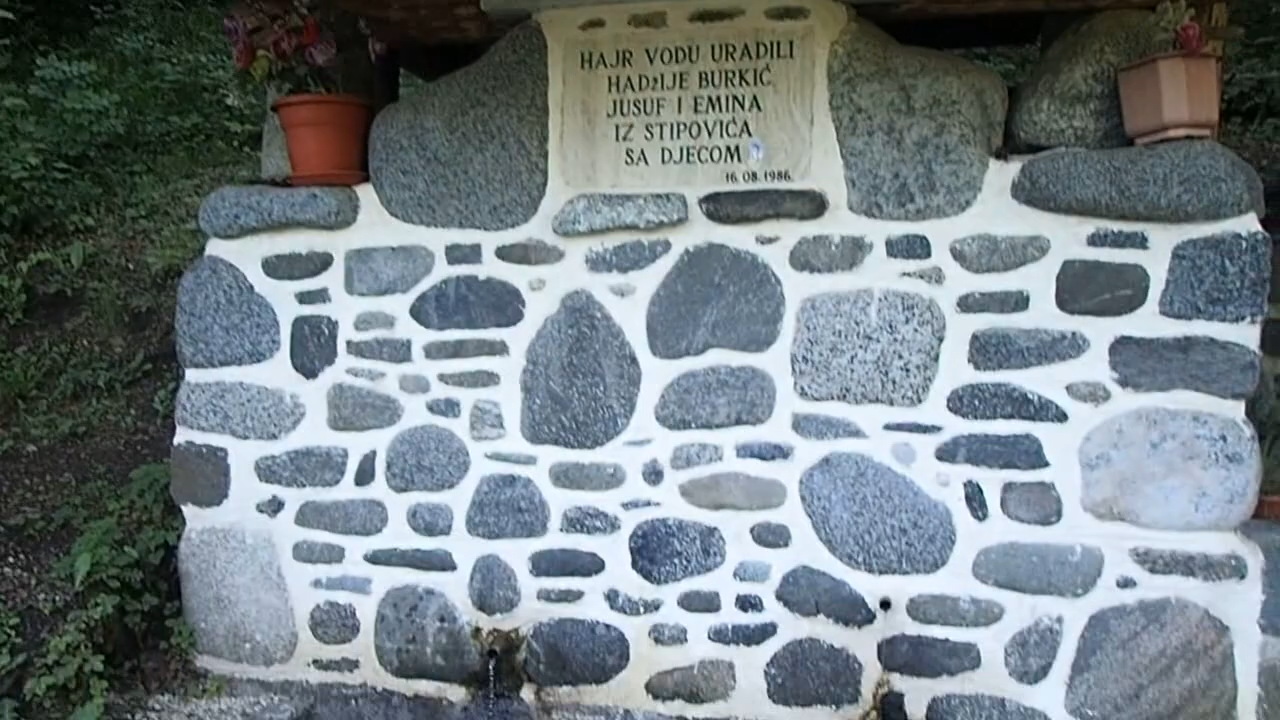 HAJR VODU URADILI
HADžIJE BURKIĆ
JUSUF I EMINA
IZ STIPOVIĆA
SA DJECOM
16. 08. 1986.